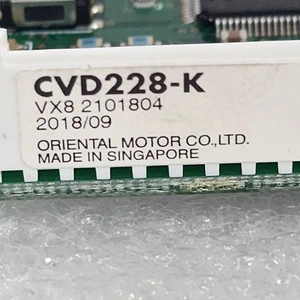 CVD228-K
VX8 2101804
2018/09
ORIENTAL MOTOR CO.,LTD.
MADE IN SINGAPORE